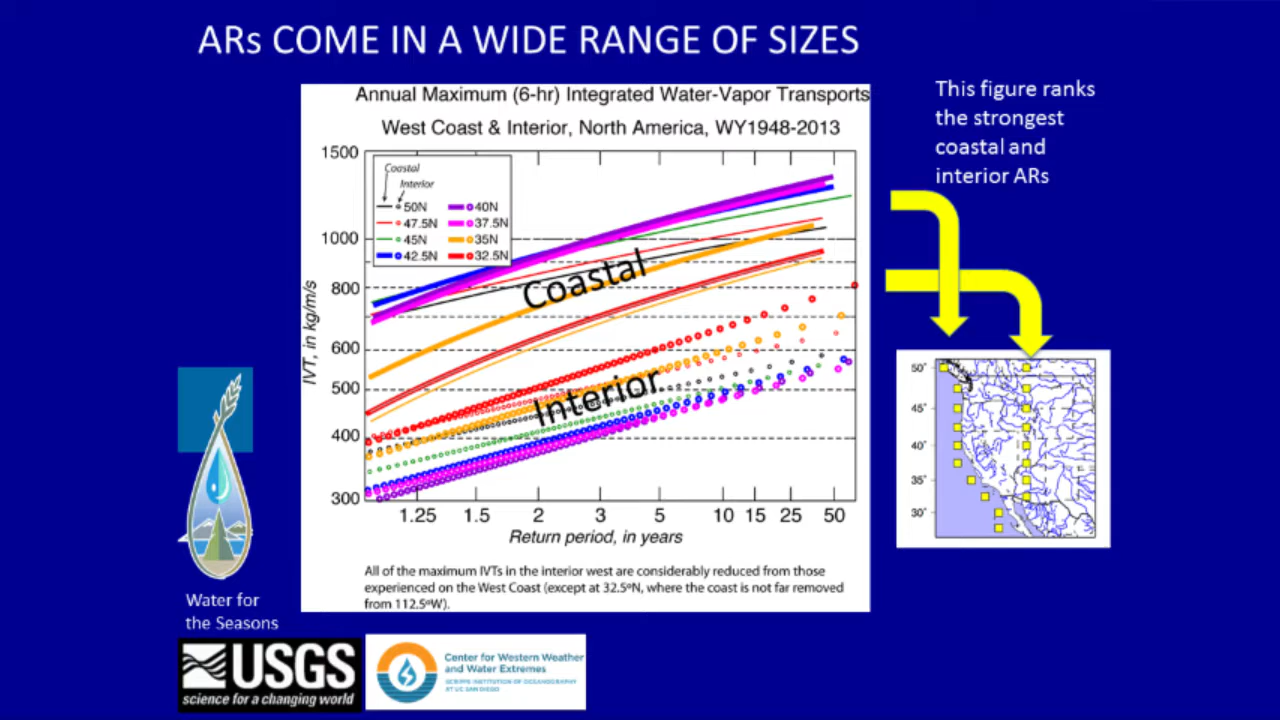 ARs COME IN A WIDE RANGE OF SIZES
This figure ranks
the strongest
coastal and
interior ARs
Annual Maximum (6-hr) Integrated Water-Vapor Transports
West Coast & Interior, North America, WY1948-2013
1500
1000
800
600
500
400
300
IVT, in kg/m/s
Coastal
Interior
50N
47.5N
45N
42.5N
40N
37.5N
35N
32.5N
Coastal
Interior
1.25 1.5 2 3 5 10 15 25 50
Return period, in years
All of the maximum IVTs in the interior west are considerably reduced from those
experienced on the West Coast (except at 32.5ºN, where the coast is not far removed
from 112.5ºW).
50°
45°
40°
35°
30°
Water for
the Seasons
USGS
science for a changing world
Center for Western Weather
and Water Extremes
SCRIPPS INSTITUTION OF OCEANOGRAPHY
AT UC SAN DIEGO